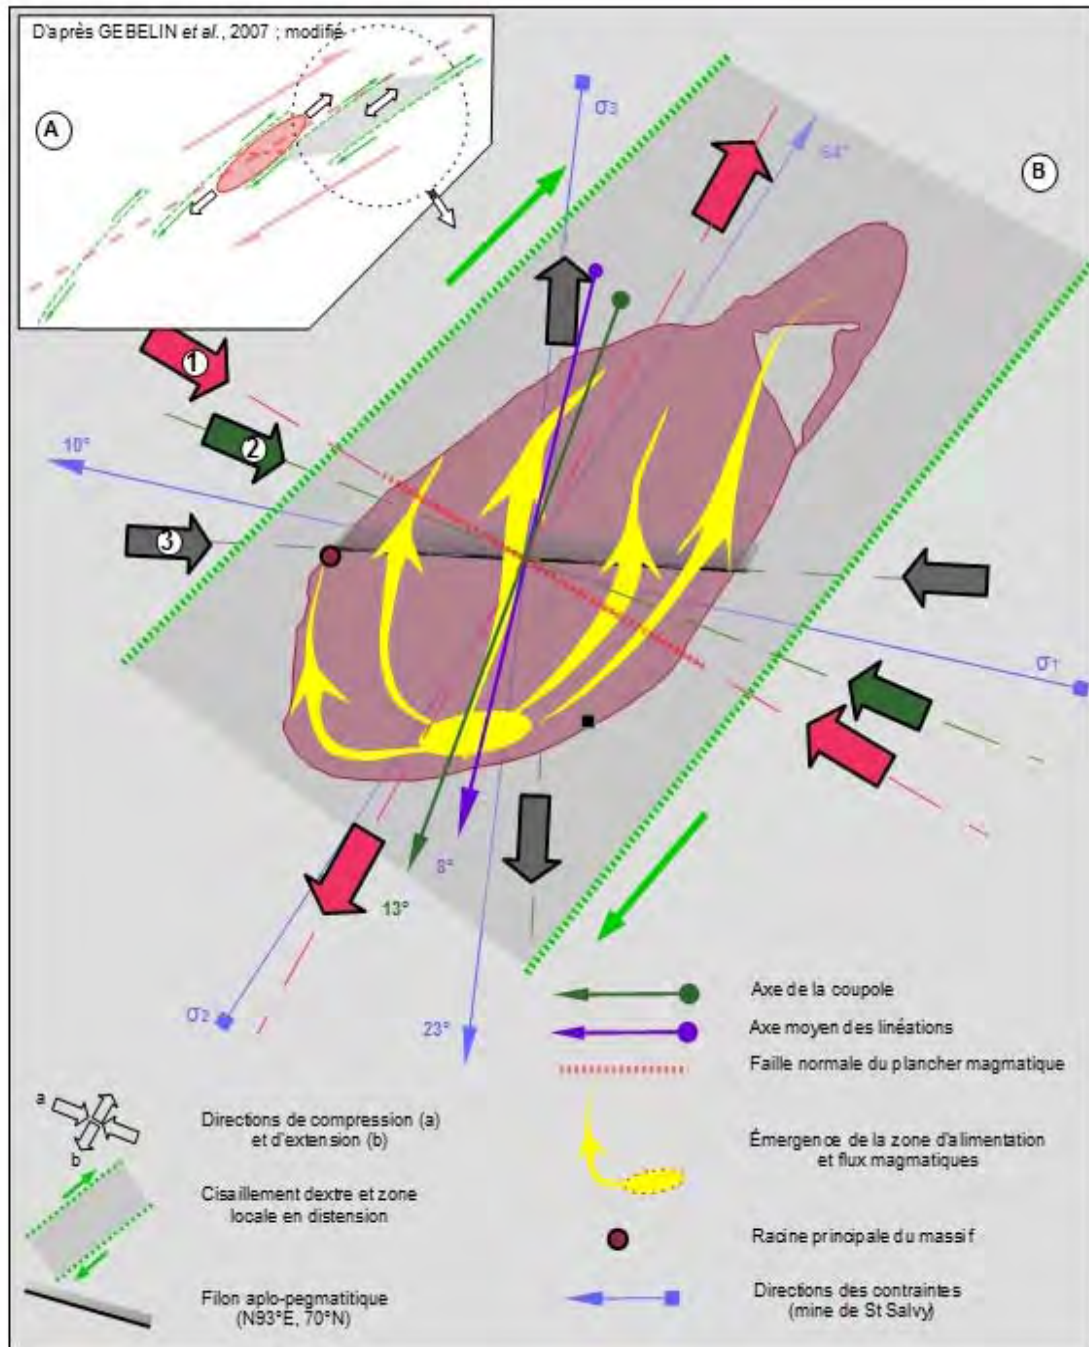 D'après GEBELIN et al., 2007 ; modifié
A
B
σ3
64°
1
2
10°
3
σ1
8°
13°
σ2
23°
Axe de la coupole
Axe moyen des linéations
Faille normale du plancher magmatique
a
b
Directions de compression (a)
et d'extension (b)
Émergence de la zone d'alimentation
et flux magmatiques
Cisaillement dextre et zone
locale en distension
Racine principale du massif
Filon aplo-pegmatitique
(N93°E, 70°N)
Directions des contraintes
(mine de St Salvy)